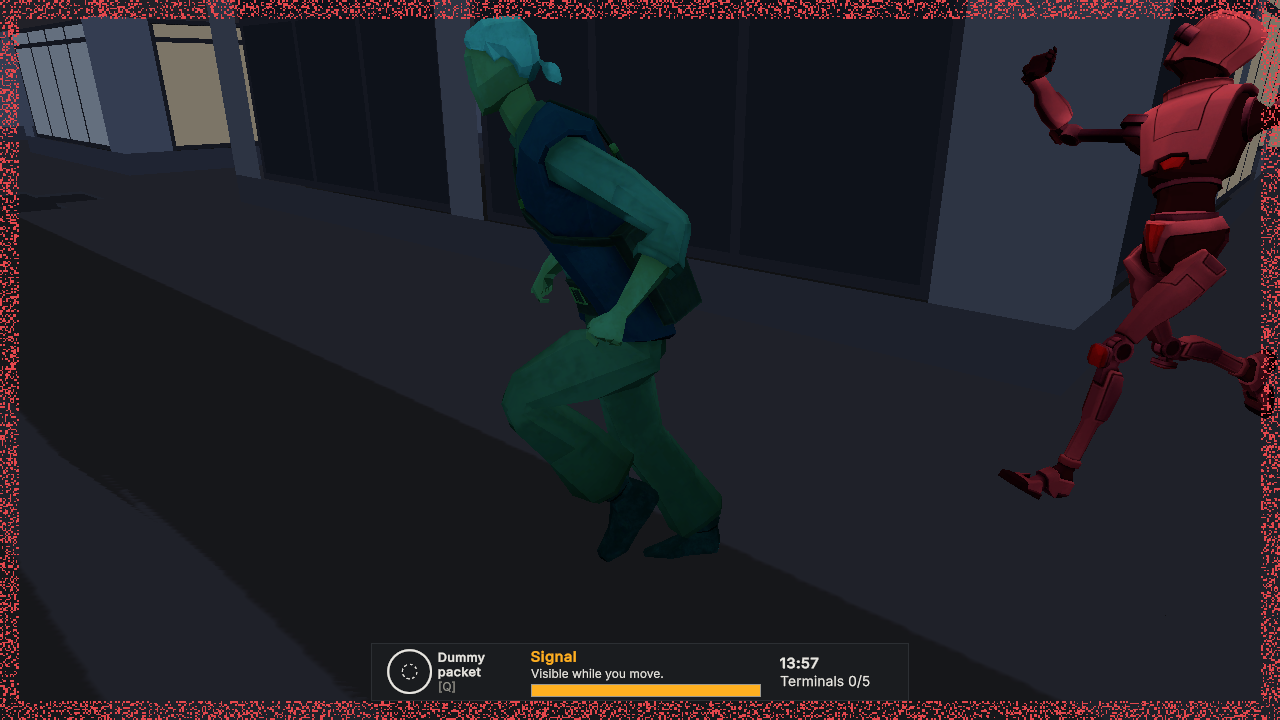 Dummy
packet
[Q]
Signal
Visible while you move.
13:57
Terminals 0/5